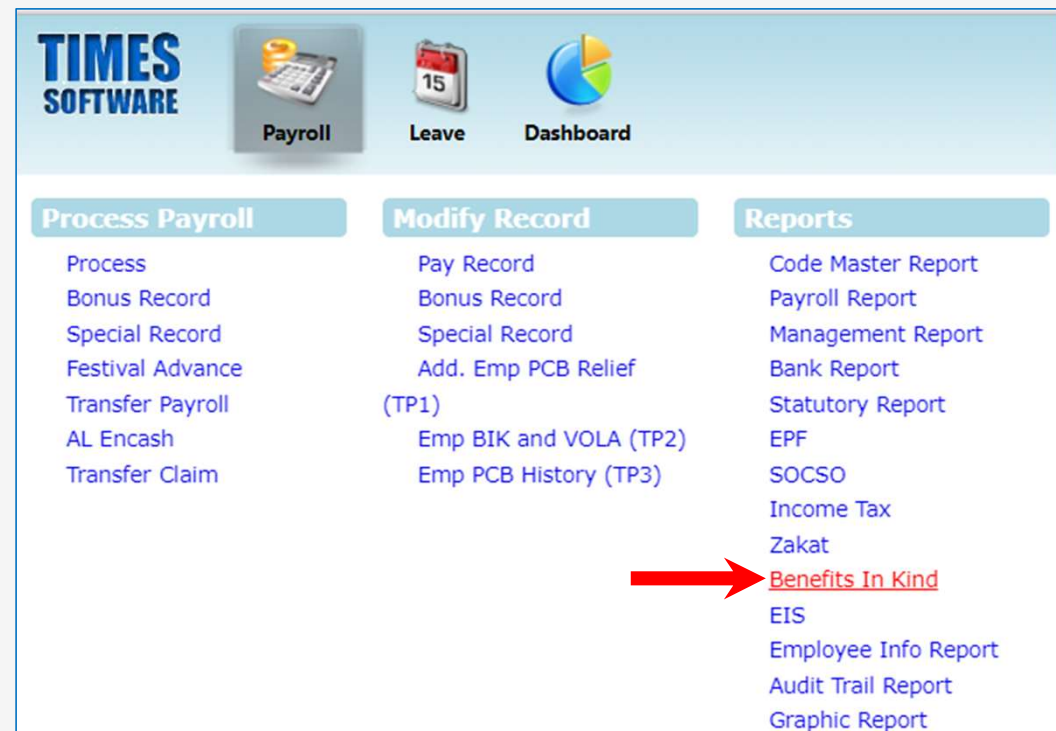 TIMES
SOFTWARE
15
Payroll
Leave
Dashboard
Process Payroll
Process
Bonus Record
Special Record
Festival Advance
Transfer Payroll
AL Encash
Transfer Claim
Modify Record
Pay Record
Bonus Record
Special Record
Add. Emp PCB Relief
(TP1)
Emp BIK and VOLA (TP2)
Emp PCB History (TP3)
Reports
Code Master Report
Payroll Report
Management Report
Bank Report
Statutory Report
EPF
SOCSO
Income Tax
Zakat
Benefits In Kind
EIS
Employee Info Report
Audit Trail Report
Graphic Report